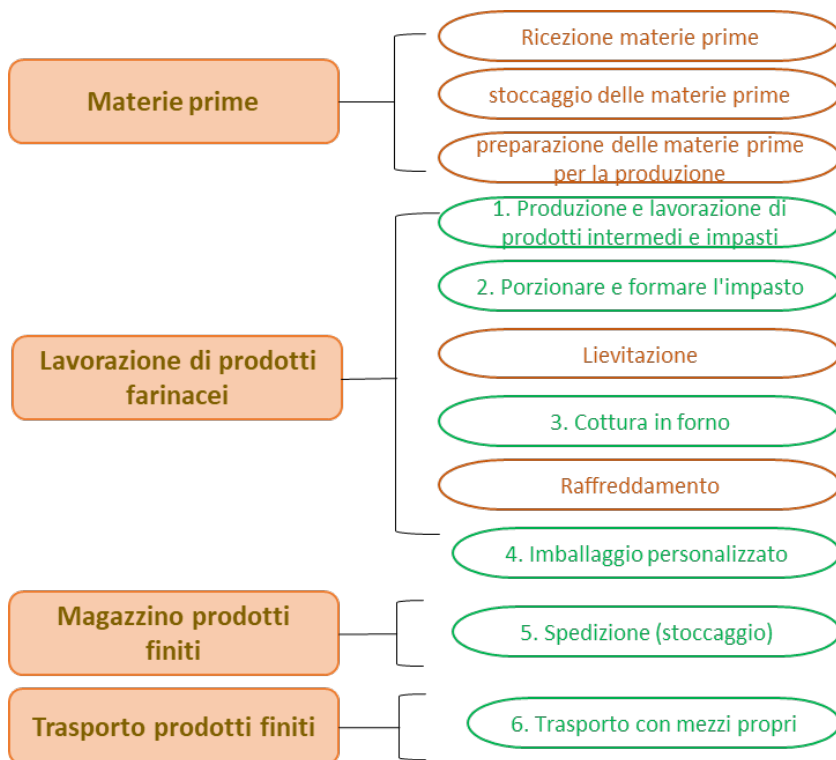 Materie prime
Ricezione materie prime
stoccaggio delle materie prime
preparazione delle materie prime
per la produzione
Lavorazione di prodotti
farinacei
1. Produzione e lavorazione di
prodotti intermedi e impasti
2. Porzionare e formare l'impasto
Lievitazione
3. Cottura in forno
Raffreddamento
4. Imballaggio personalizzato
Magazzino prodotti
finiti
5. Spedizione (stoccaggio)
Trasporto prodotti finiti
6. Trasporto con mezzi propri